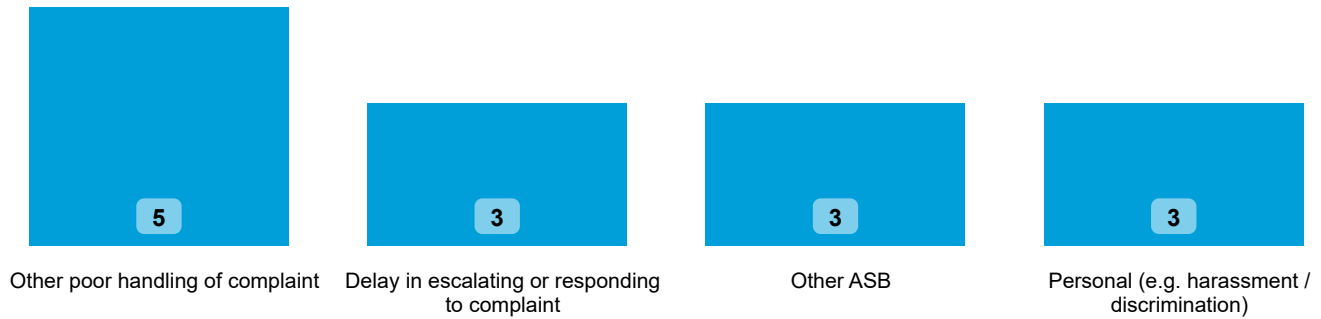 5
3
3
3
Other poor handling of complaint
Delay in escalating or responding
to complaint
Other ASB
Personal (e.g. harassment /
discrimination)